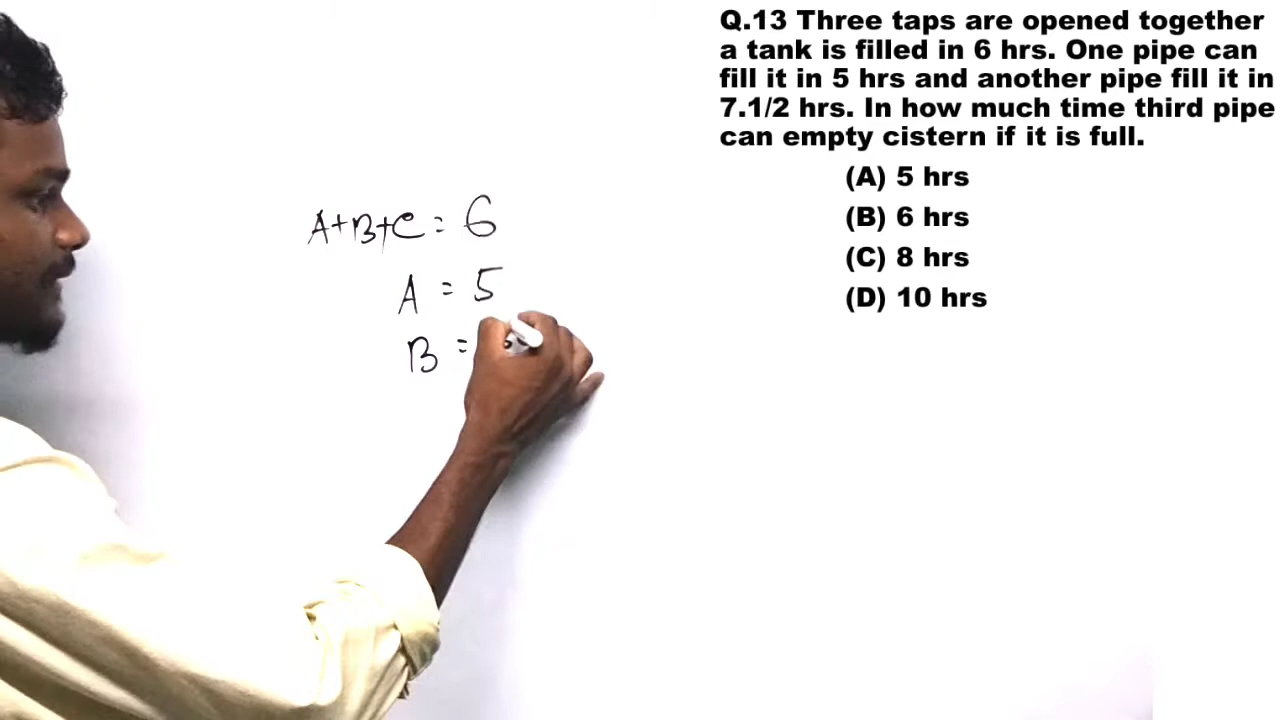 Q.13 Three taps are opened together
a tank is filled in 6 hrs. One pipe can
fill it in 5 hrs and another pipe fill it in
7.1/2 hrs. In how much time third pipe
can empty cistern if it is full.
(A) 5 hrs
(B) 6 hrs
(C) 8 hrs
(D) 10 hrs
A+B+C = 6
A = 5
B =